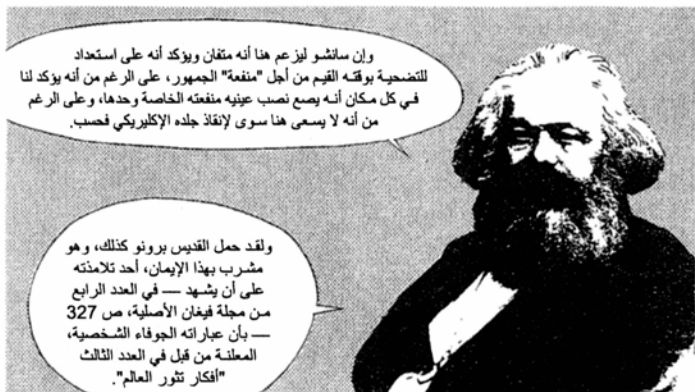 وإن سانشو ليزعم هنا أنه متفان ويؤكد أنه على استعداد
للتضحية بوقته القيم من أجل "منفعة" الجمهور، على الرغم من أنه يؤكد لنا
في كل مكان أنه يضع نصب عينيه منفعته الخاصة وحدها، وعلى الرغم
من أنه لا يسعى هنا سوى لإنقاذ جلده الإكليريكي فحسب.
ولقد حمل القديس برونو كذلك، وهو
مشرب بهذا الإيمان، أحد تلامذته
على أن يشهد — في العدد الرابع
من مجلة فيغان الأصلية، ص 327
— بأن عباراته الجوفاء الشخصية،
المعلنة من قبل في العدد الثالث
"أفكار تثور العالم".